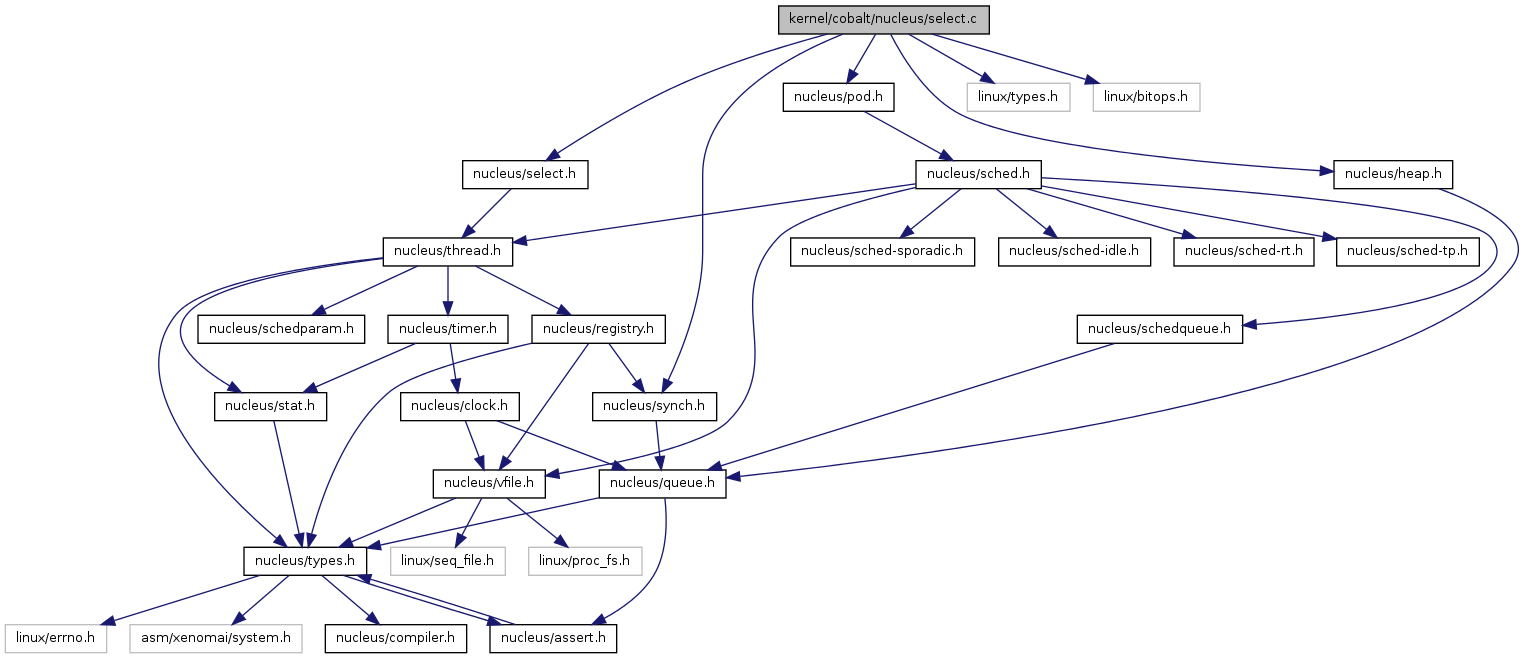 kernel/cobalt/nucleus/select.c
nucleus/pod.h
linux/types.h
linux/bitops.h
nucleus/select.h
nucleus/sched.h
nucleus/heap.h
nucleus/thread.h
nucleus/sched-sporadic.h
nucleus/sched-idle.h
nucleus/sched-rt.h
nucleus/sched-tp.h
nucleus/schedparam.h
nucleus/timer.h
nucleus/registry.h
nucleus/schedqueue.h
nucleus/stat.h
nucleus/clock.h
nucleus/synch.h
nucleus/vfile.h
nucleus/queue.h
nucleus/types.h
linux/seq_file.h
linux/proc_fs.h
linux/errno.h
asm/xenomai/system.h
nucleus/compiler.h
nucleus/assert.h